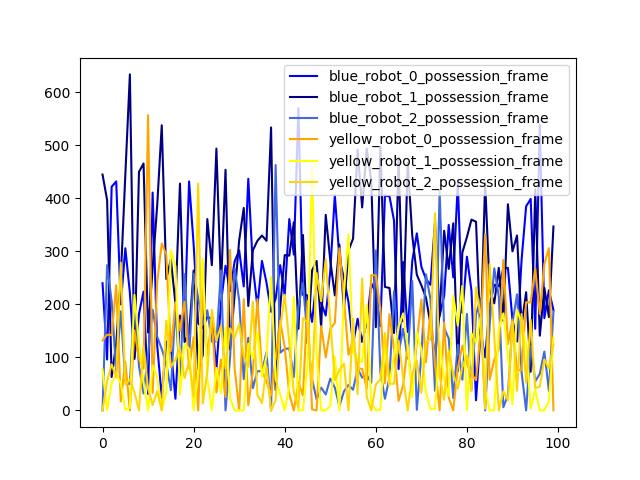 blue_robot_0_possession_frame
blue_robot_1_possession_frame
blue_robot_2_possession_frame
yellow_robot_0_possession_frame
yellow_robot_1_possession_frame
yellow_robot_2_possession_frame
600
500
400
300
200
100
0
0 20 40 60 80 100